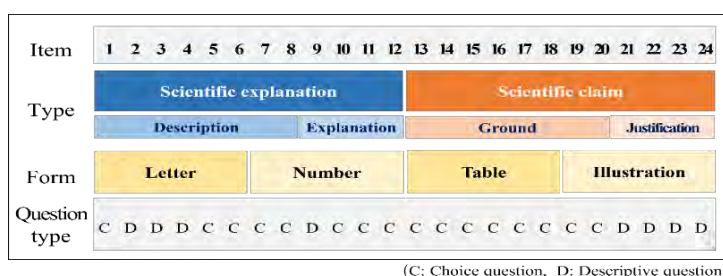 Item 1 2 3 4 5 6 7 8 9 10 11 12 13 14 15 16 17 18 19 20 21 22 23 24
Type Scientific explanation Scientific claim
Description Explanation Ground Justification
Form Letter Number Table Illustration
Question type C D D D C C C C D C C C C C C C C C C C D D D D
(C: Choice question, D: Descriptive question